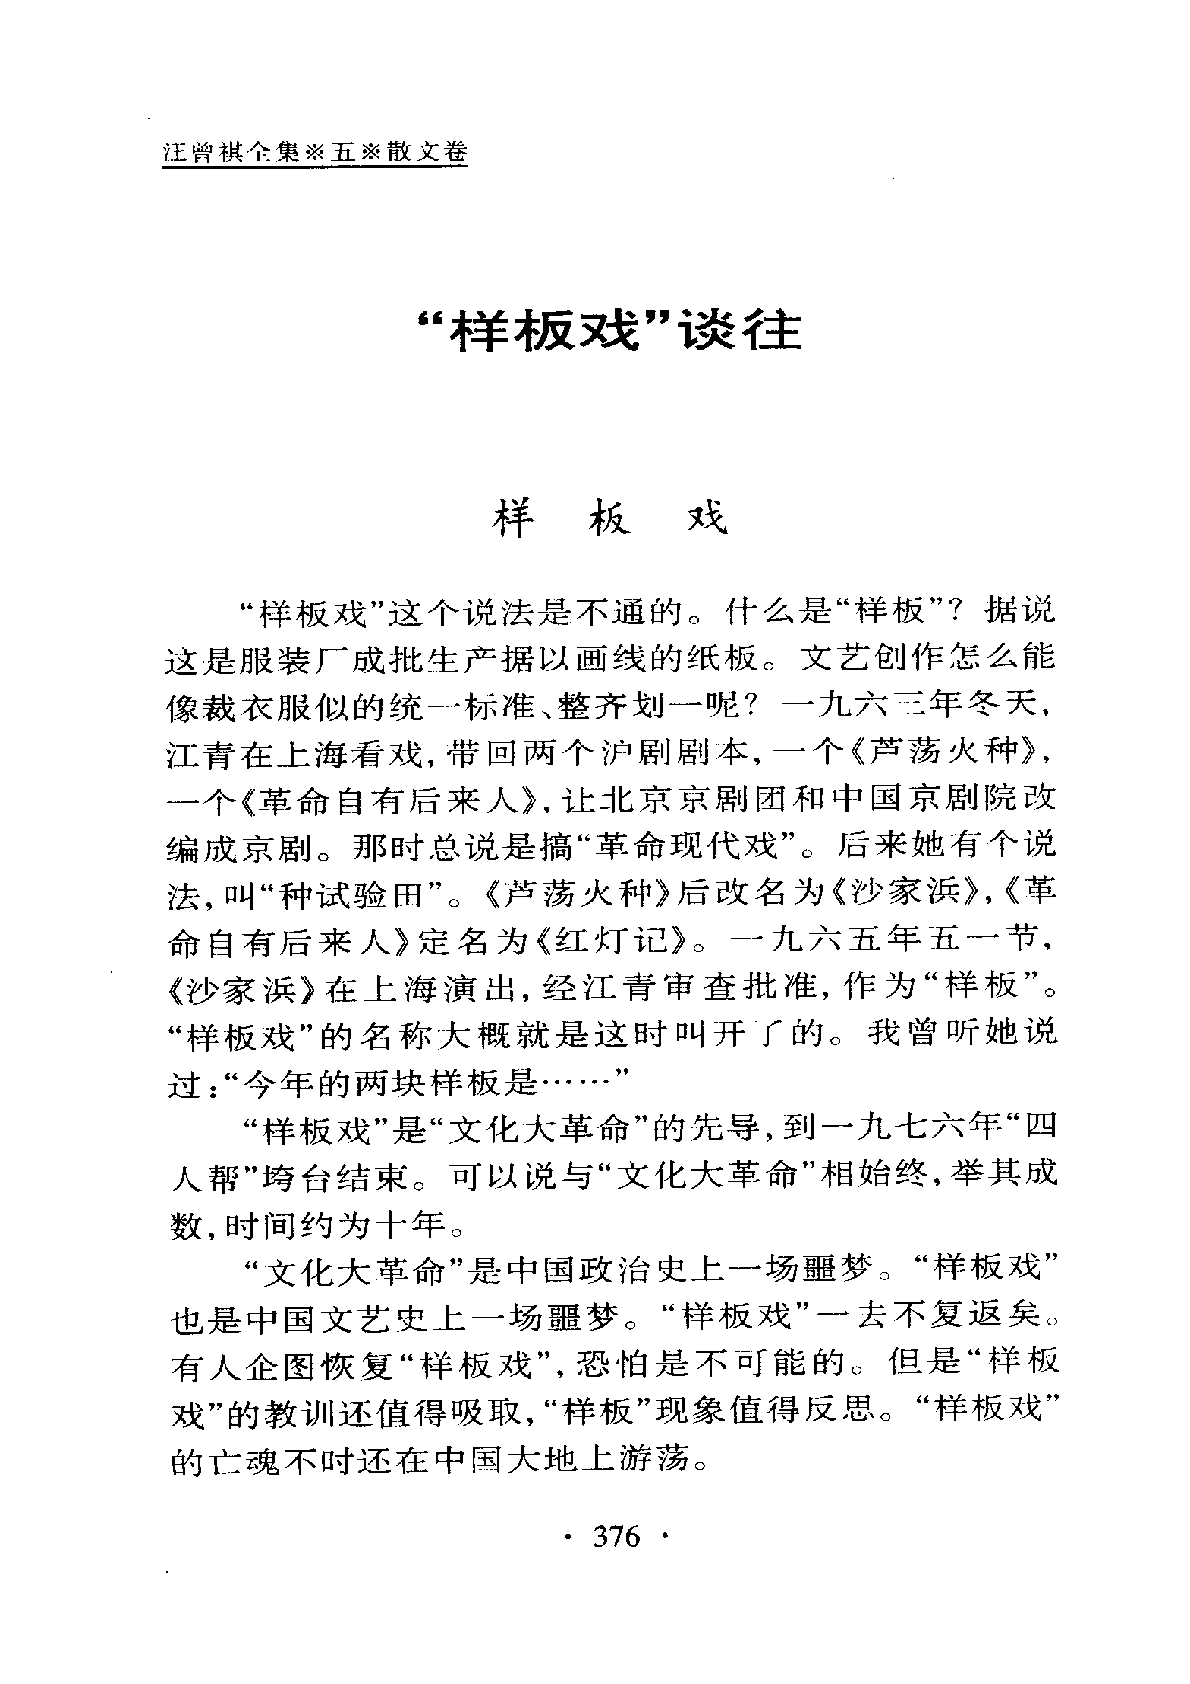 汪曾祺全集※五※散文卷
“样板戏”谈往
样 板 戏
“样板戏”这个说法是不通的。什么是“样板”？据说
这是服装厂成批生产据以画线的纸板。文艺创作怎么能
像裁衣服似的统一标准、整齐划一呢？一九六三年冬天，
江青在上海看戏，带回两个沪剧剧本，一个《芦荡火种》，
一个《革命自有后来人》，让北京京剧团和中国京剧院改
编成京剧。那时总说是搞“革命现代戏”。后来她有个说
法，叫“种试验田”。《芦荡火种》后改名为《沙家浜》，《革
命自有后来人》定名为《红灯记》。一九六五年五一节，
《沙家浜》在上海演出，经江青审查批准，作为“样板”。
“样板戏”的名称大概就是这时叫开了的。我曾听她说
过：“今年的两块样板是……”
“样板戏”是“文化大革命”的先导，到一九七六年“四
人帮”垮台结束。可以说与“文化大革命”相始终，举其成
数，时间约为十年。
“文化大革命”是中国政治史上一场噩梦。“样板戏”
也是中国文艺史上一场噩梦。“样板戏”一去不复返矣。
有人企图恢复“样板戏”，恐怕是不可能的。但是“样板
戏”的教训还值得吸取，“样板”现象值得反思。“样板戏”
的亡魂不时还在中国大地上游荡。
· 376 ·